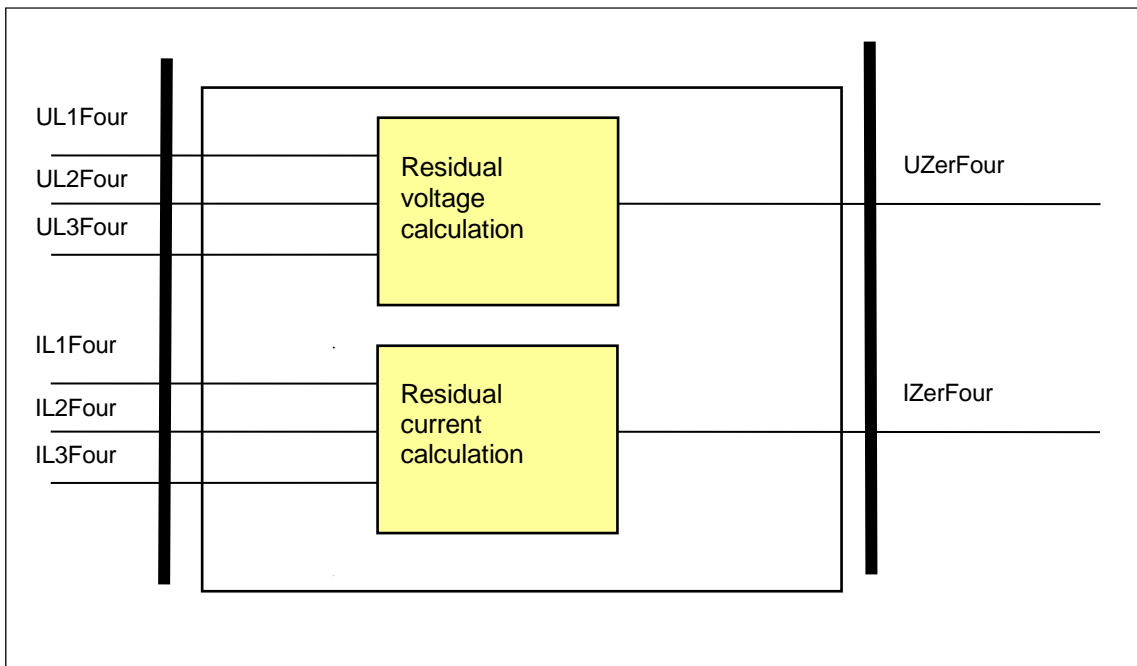 UL1Four
UL2Four
UL3Four
Residual
voltage
calculation
UZerFour
IL1Four
IL2Four
IL3Four
Residual
current
calculation
IZerFour